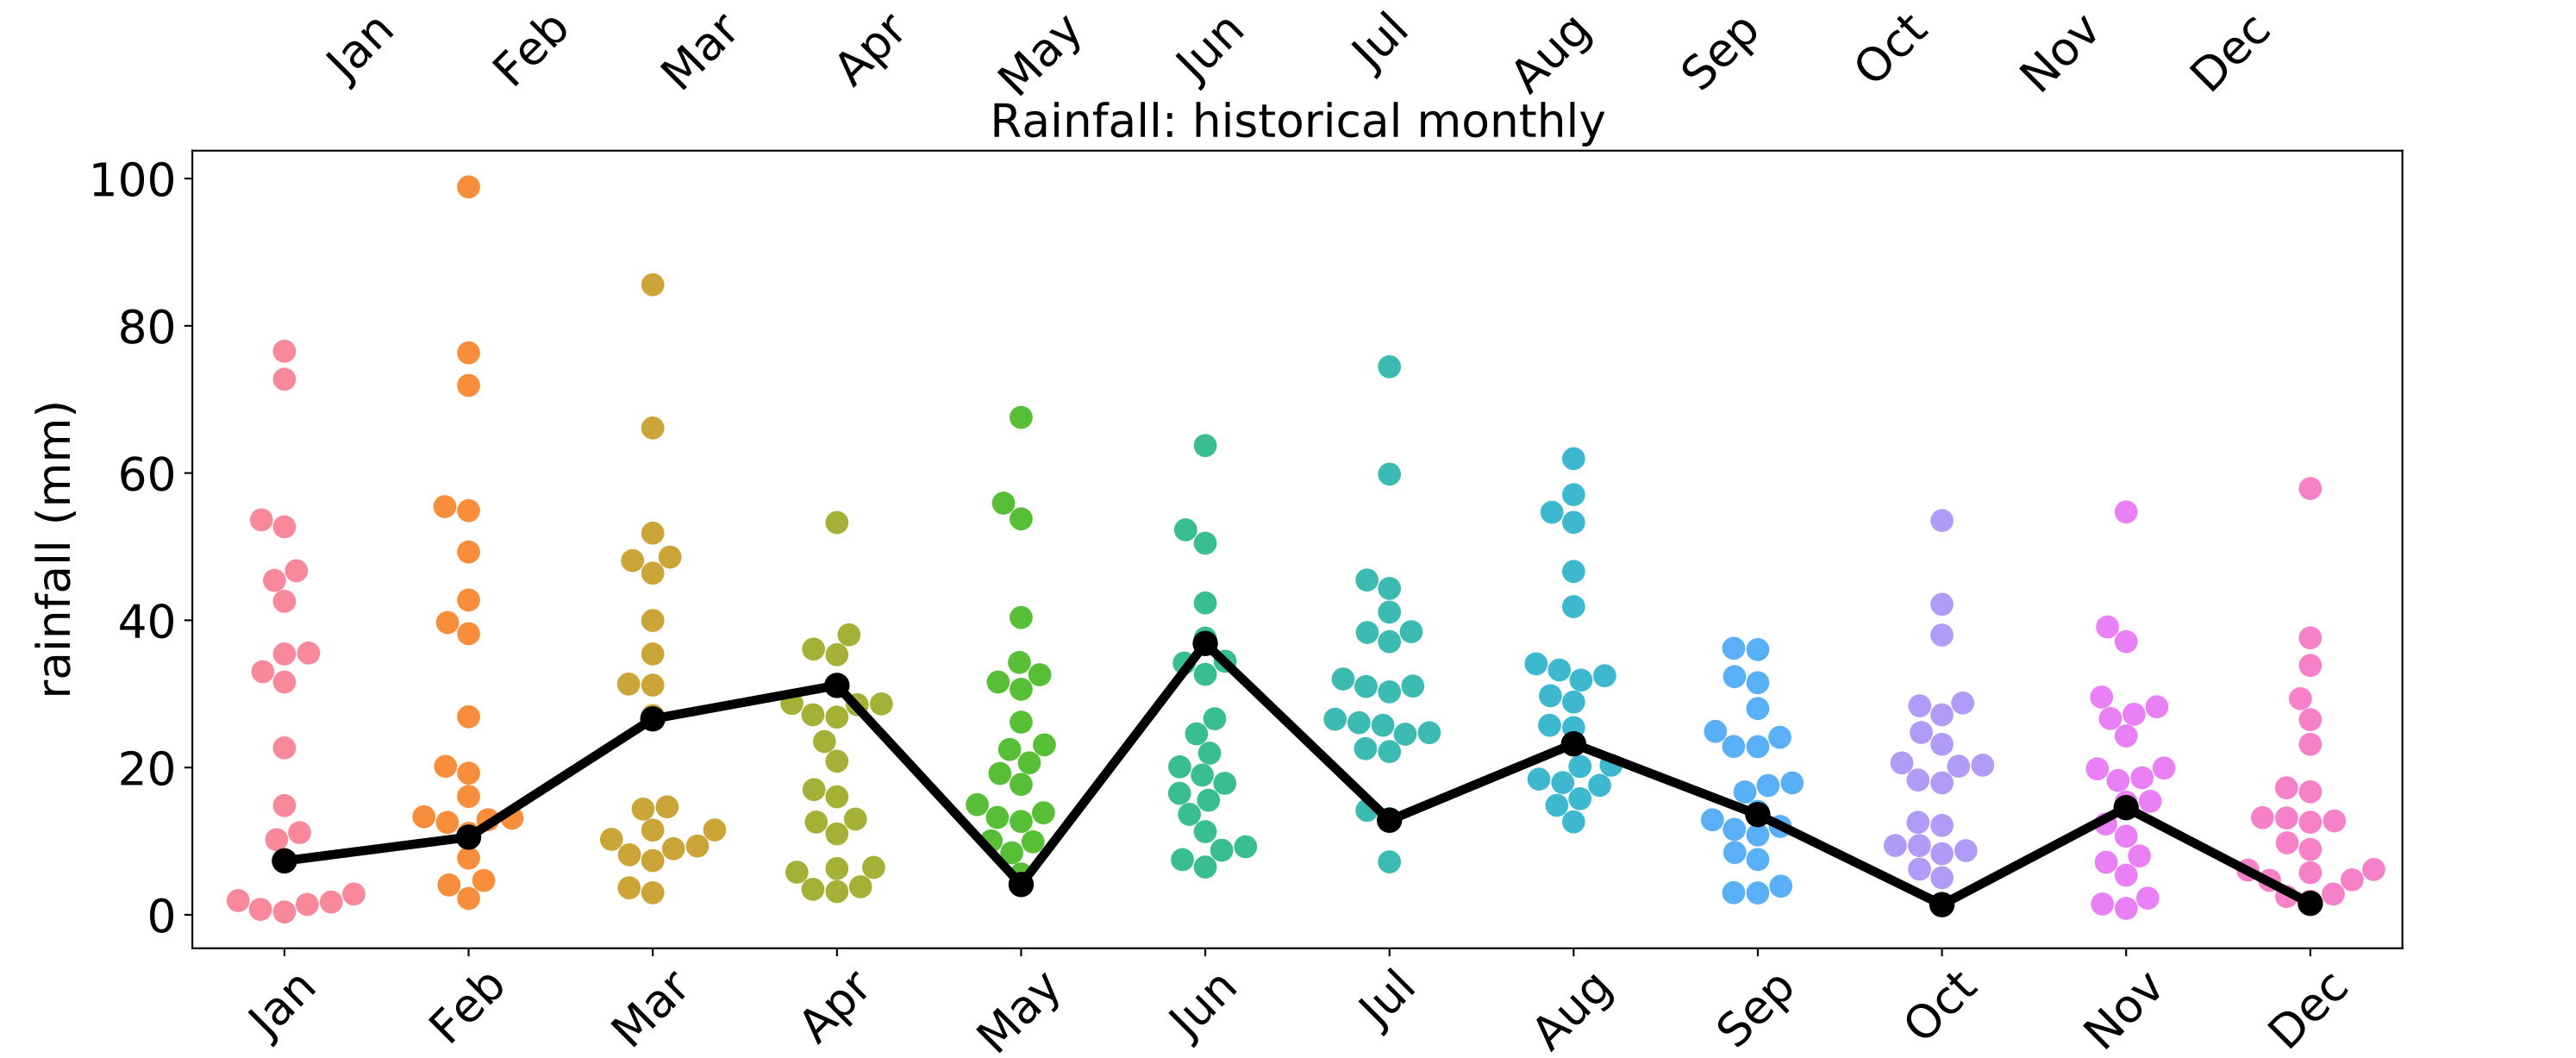 Jan Feb Mar Apr May Jun Jul Aug Sep Oct Nov Dec
Rainfall: historical monthly
100
80
60
40
20
0
rainfall (mm)
Jan Feb Mar Apr May Jun Jul Aug Sep Oct Nov Dec